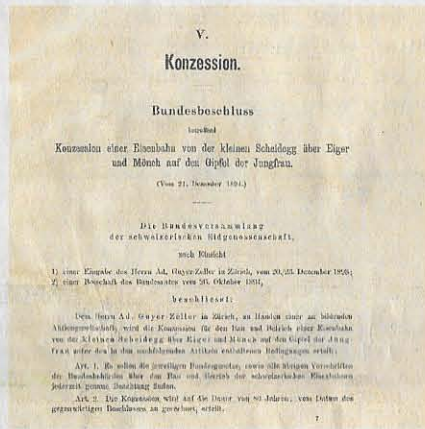 V.
Konzession.
Bundesbeschluss
betreffend
Konzession einer Eisenbahn von der kleinen Scheidegg über Eiger
und Mönch auf den Gipfel der Jungfrau.
(Vom 21. Dezember 1894.)
Die Bundesversammlung
der schweizerischen Eidgenossenschaft,
nach Einsicht
1) einer Eingabe des Herrn Ad. Guyer-Zeller in Zürich, vom 20./25. Dezember
2) einer Botschaft des Bundesrates vom Oktober 1894,
beschliesst:
Dem Herrn Ad. Guyer-Zeller in Zürich, zu Handen einer zu bildenden
Aktiengesellschaft, wird die Konzession für den Bau und Betrieb einer Eisenbahn
von der kleinen Scheidegg über Eiger und Mönch auf den Gipfel der Jung-
frau unter den in den nachfolgenden Artikeln enthaltenen Bedingungen erteilt:
Art. 1. Es sollen die jeweiligen Bundesgesetze, sowie alle übrigen Vorschriften
der Bundesbehörden über den Bau und Betrieb der schweizerischen Eisenbahnen
jederzeit genaue Beachtung finden.
Art. 2. Die Konzession wird auf die Dauer von 80 Jahren, vom Datum des
gegenwärtigen Beschlusses an gerechnet, erteilt.